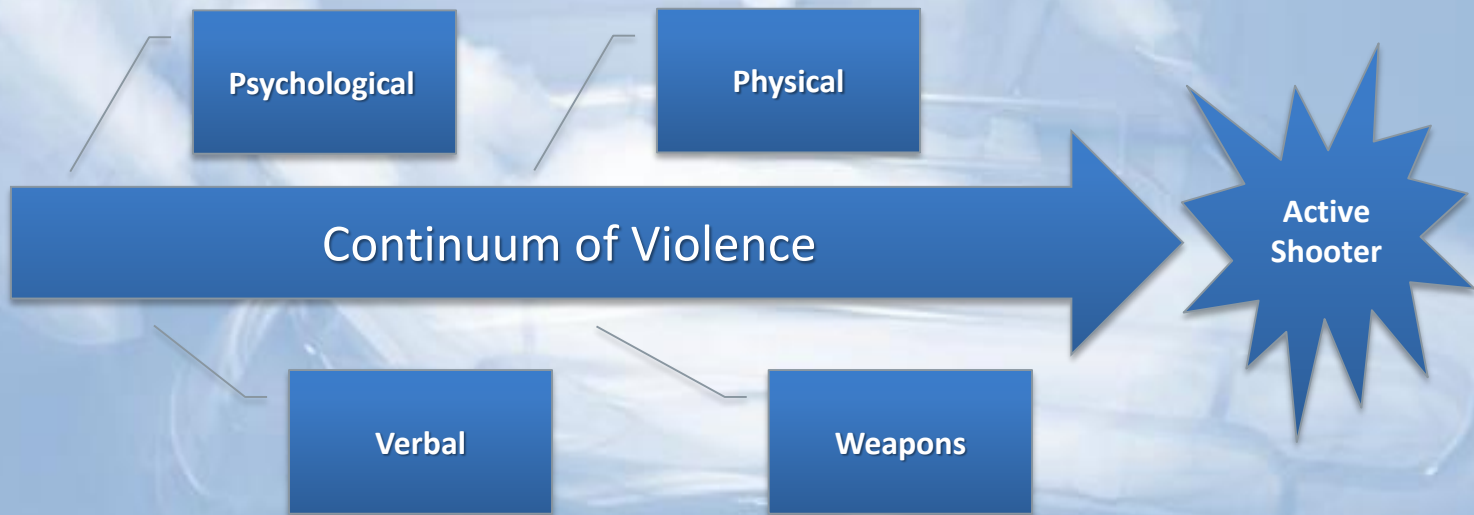 Psychological
Physical
Continuum of Violence
Active
Shooter
Verbal
Weapons